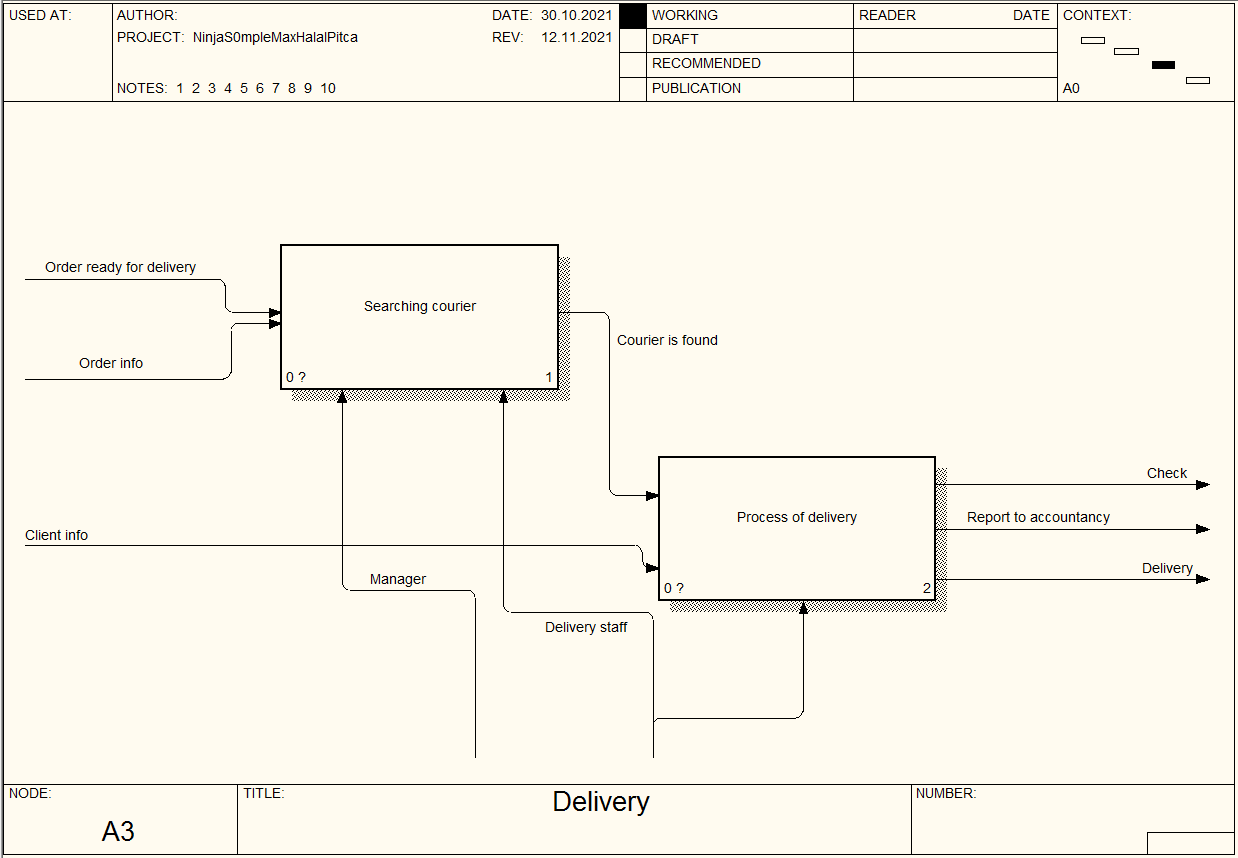 USED AT:
AUTHOR:
DATE: 30.10.2021
WORKING
READER
DATE
CONTEXT:
PROJECT: NinjaS0mpleMaxHalalPitca
REV: 12.11.2021
DRAFT
RECOMMENDED
NOTES: 1 2 3 4 5 6 7 8 9 10
PUBLICATION
A0
Order ready for delivery
Searching courier
Courier is found
Order info
0 ?
1
Check
Process of delivery
Report to accountancy
Client info
Delivery
Manager
0 ?
2
Delivery staff
NODE:
TITLE:
Delivery
NUMBER:
A3